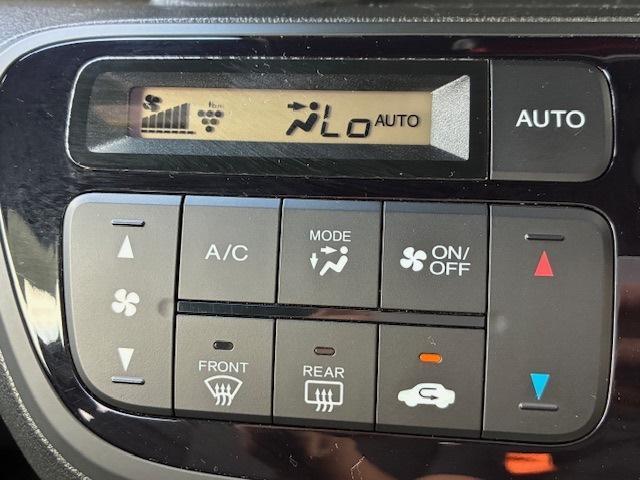 Lo AUTO
AUTO
A/C
MODE
ON/
OFF
FRONT
REAR